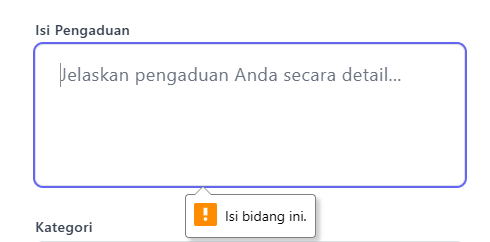 Isi Pengaduan
Jelaskan pengaduan Anda secara detail...
Isi bidang ini.
Kategori